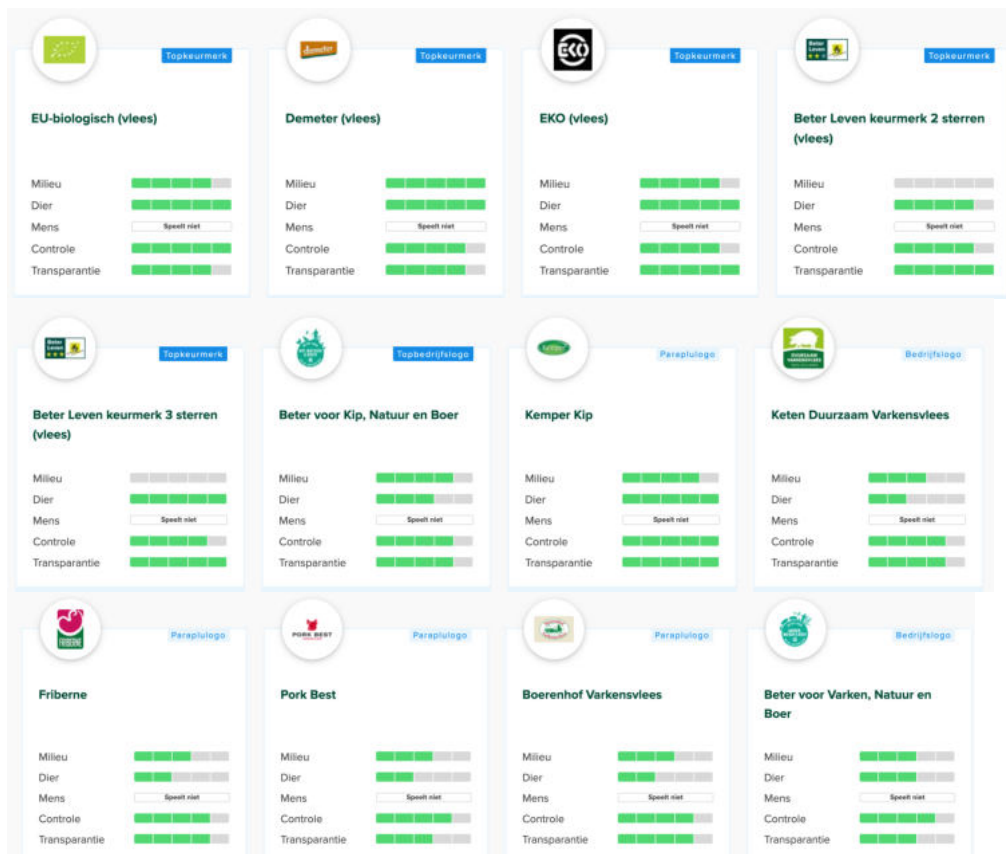 demeter
EKO
Beter
Leven
Topkeurmerk
Topkeurmerk
Topkeurmerk
Topkeurmerk
EU-biologisch (vlees)
Demeter (vlees)
EKO (vlees)
Beter Leven keurmerk 2 sterren
(vlees)
Milieu
Dier
Mens Speelt niet
Controle
Transparantie
Milieu
Dier
Mens Speelt niet
Controle
Transparantie
Milieu
Dier
Mens Speelt niet
Controle
Transparantie
Milieu
Dier
Mens Speelt niet
Controle
Transparantie
Beter
Leven
DUURZAAM
VARKENSVLEES
Topkeurmerk
Topbedrijfslogo
Paraplulogo
Bedrijfslogo
Beter Leven keurmerk 3 sterren
(vlees)
Beter voor Kip, Natuur en Boer
Kemper Kip
Keten Duurzaam Varkensvlees
Milieu
Dier
Mens Speelt niet
Controle
Transparantie
Milieu
Dier
Mens Speelt niet
Controle
Transparantie
Milieu
Dier
Mens Speelt niet
Controle
Transparantie
Milieu
Dier
Mens Speelt niet
Controle
Transparantie
FRIBERNE
PORK BEST
Paraplulogo
Paraplulogo
Paraplulogo
Bedrijfslogo
Friberne
Pork Best
Boerenhof Varkensvlees
Beter voor Varken, Natuur en
Boer
Milieu
Dier
Mens Speelt niet
Controle
Transparantie
Milieu
Dier
Mens Speelt niet
Controle
Transparantie
Milieu
Dier
Mens Speelt niet
Controle
Transparantie
Milieu
Dier
Mens Speelt niet
Controle
Transparantie